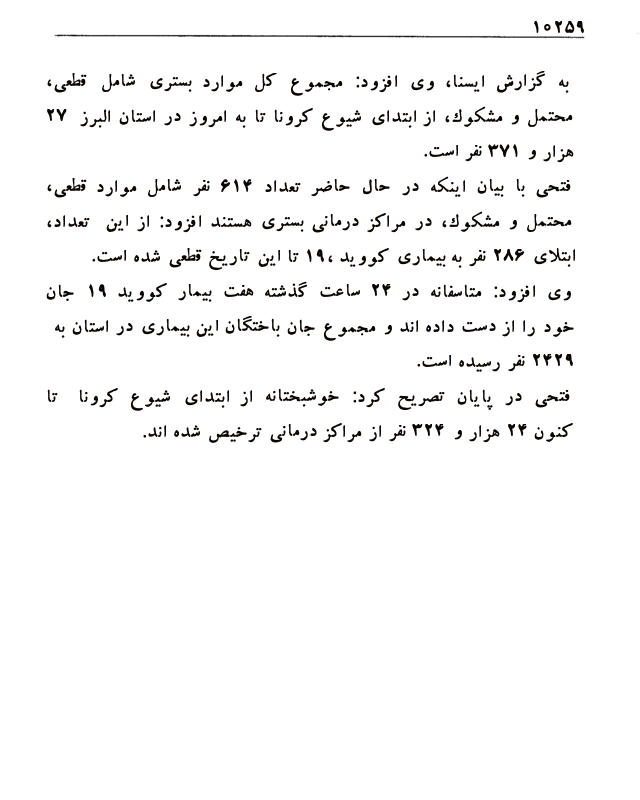 ۱۰۲۵۹
به گزارش ایسنا، وی افزود: مجموع کل موارد بستری شامل قطعی،
محتمل و مشکوك، از ابتدای شیوع کرونا تا به امروز در استان البرز ۲۷
هزار و ۳۷۱ نفر است.
فتحی با بیان اینکه در حال حاضر تعداد ۶۱۴ نفر شامل موارد قطعی،
محتمل و مشکوك، در مراکز درمانی بستری هستند افزود: از این تعداد،
ابتلای ۲۸۶ نفر به بیماری کووید ،۱۹ تا این تاریخ قطعی شده است.
وی افزود: متاسفانه در ۲۴ ساعت گذشته هفت بیمار کووید ۱۹ جان
خود را از دست داده اند و مجموع جان باختگان این بیماری در استان به
۲۴۲۹ نفر رسیده است.
فتحی در پایان تصریح کرد: خوشبختانه از ابتدای شیوع کرونا تا
کنون ۲۴ هزار و ۳۲۴ نفر از مراکز درمانی ترخیص شده اند.